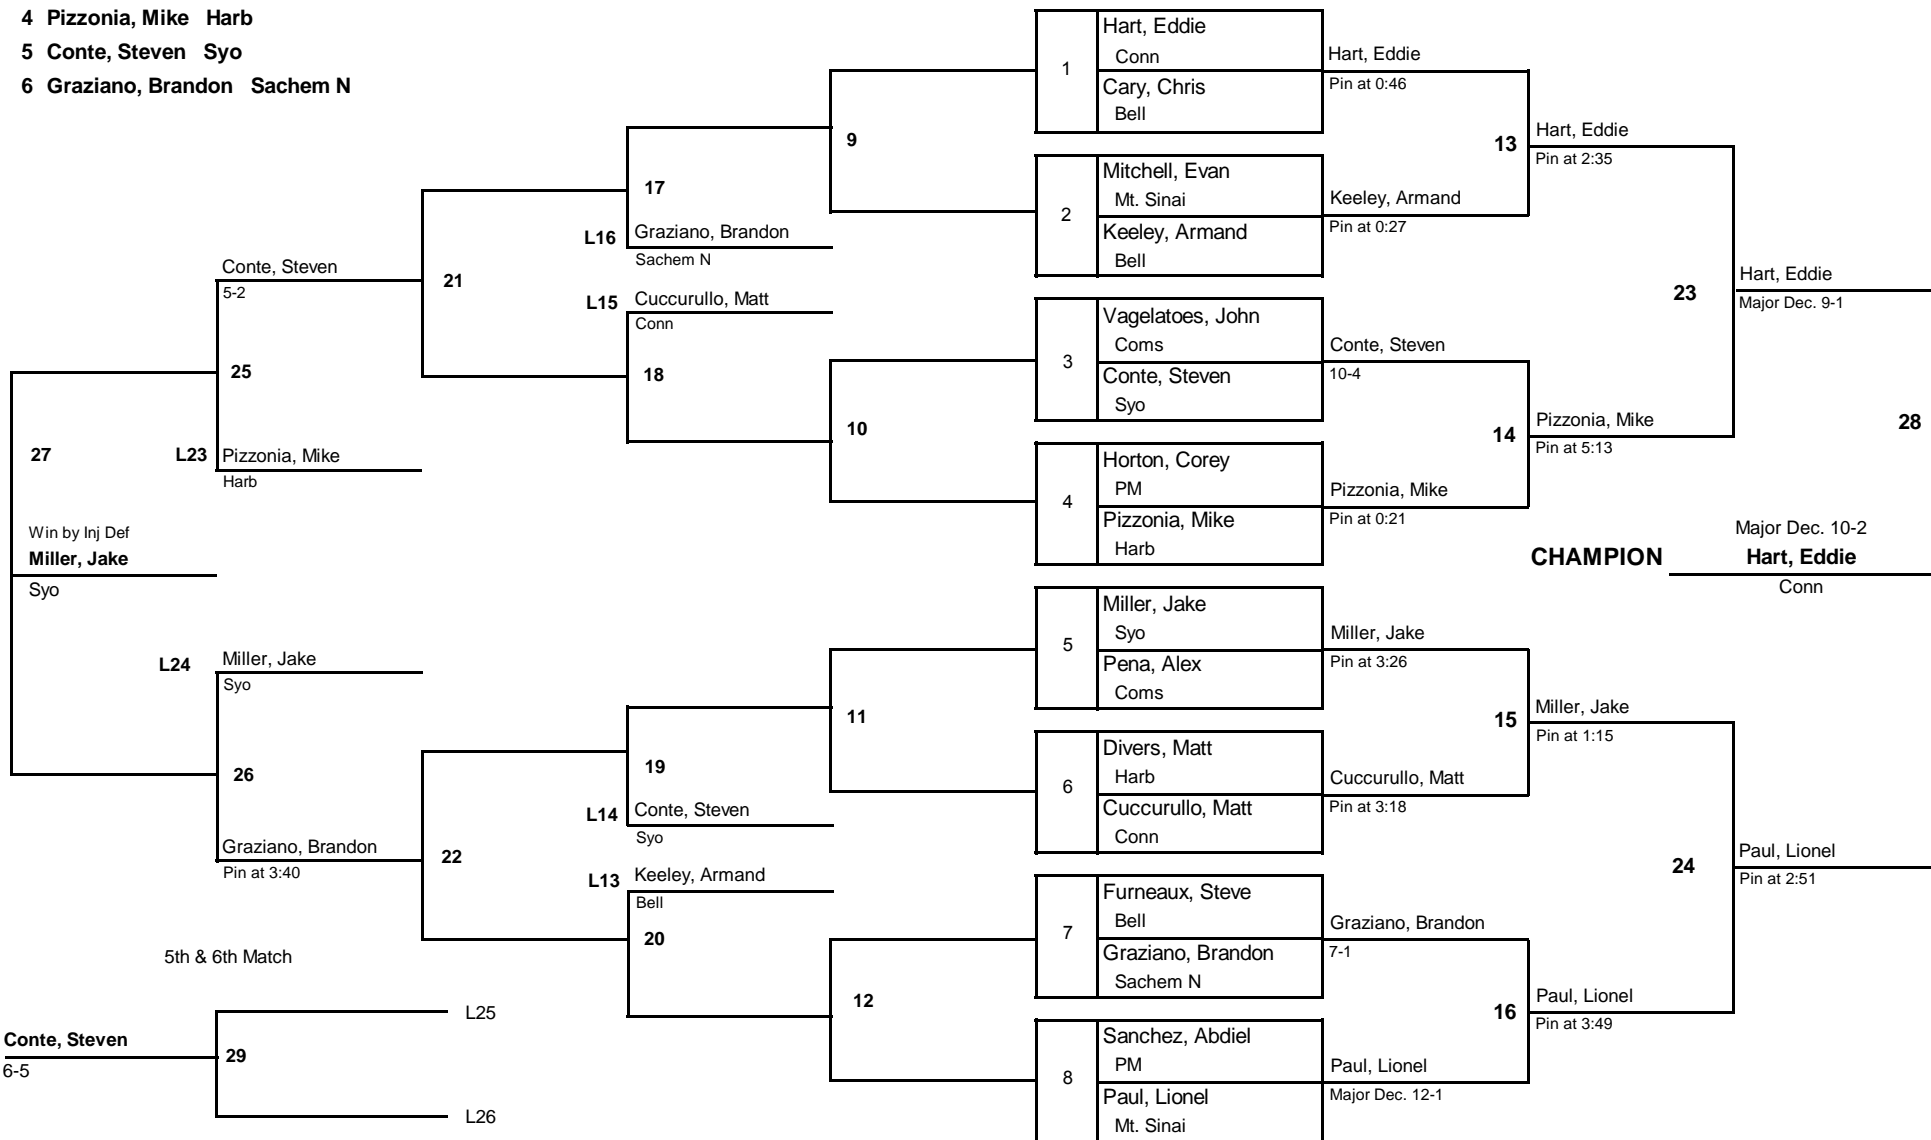 4 Pizzonia, Mike Harb
5 Conte, Steven Syo
6 Graziano, Brandon Sachem N
Conte, Steven
5-2
25
L23 Pizzonia, Mike
Harb
27
Win by Inj Def
Miller, Jake
Syo
L24 Miller, Jake
Syo
26
Graziano, Brandon
Pin at 3:40
5th & 6th Match
L25
Conte, Steven
29
6-5
L26
21
22
17
L16 Graziano, Brandon
Sachem N
L15 Cuccurullo, Matt
Conn
18
19
L14 Conte, Steven
Syo
L13 Keeley, Armand
Bell
20
9
10
11
12
1
Hart, Eddie
Conn
Cary, Chris
Bell
2
Mitchell, Evan
Mt. Sinai
Keeley, Armand
Bell
3
Vagelatoes, John
Coms
Conte, Steven
Syo
4
Horton, Corey
PM
Pizzonia, Mike
Harb
5
Miller, Jake
Syo
Pena, Alex
Coms
6
Divers, Matt
Harb
Cuccurullo, Matt
Conn
7
Furneaux, Steve
Bell
Graziano, Brandon
Sachem N
8
Sanchez, Abdiel
PM
Paul, Lionel
Mt. Sinai
Hart, Eddie
Pin at 0:46
Keeley, Armand
Pin at 0:27
Conte, Steven
10-4
Pizzonia, Mike
Pin at 0:21
Miller, Jake
Pin at 3:26
Cuccurullo, Matt
Pin at 3:18
Graziano, Brandon
7-1
Paul, Lionel
Major Dec. 12-1
13
Hart, Eddie
Pin at 2:35
14
Pizzonia, Mike
Pin at 5:13
15
Miller, Jake
Pin at 1:15
16
Paul, Lionel
Pin at 3:49
23
Hart, Eddie
Major Dec. 9-1
24
Paul, Lionel
Pin at 2:51
28
Major Dec. 10-2
CHAMPION Hart, Eddie
Conn